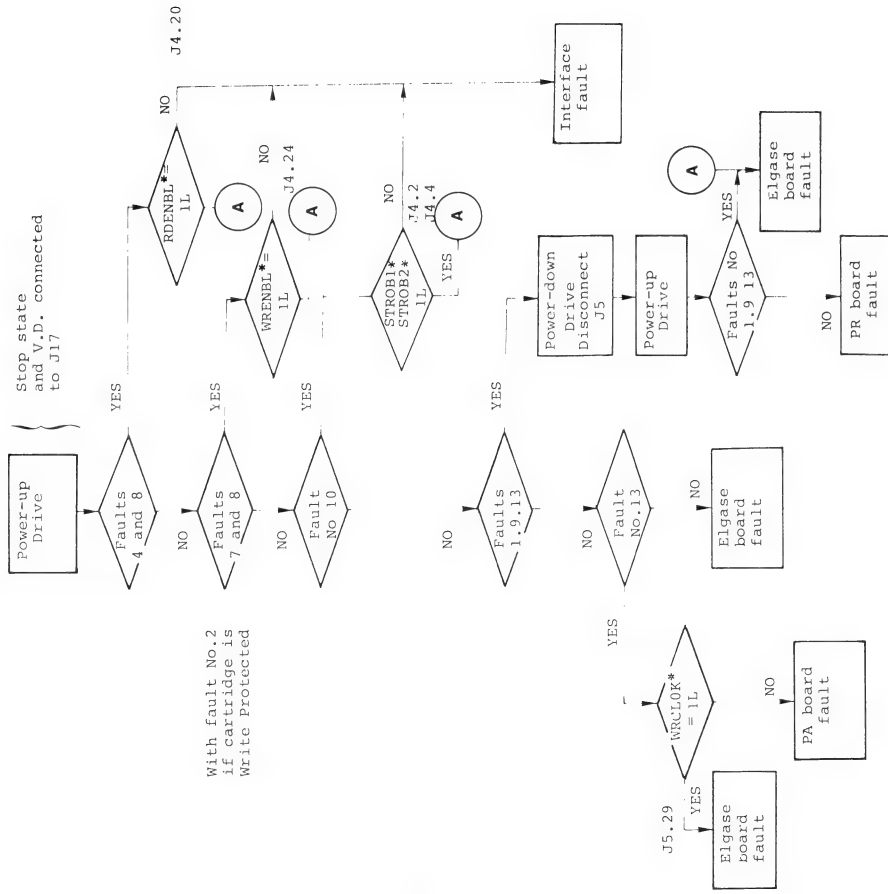 Power-up
Drive
Stop state
and V.D. connected
to J17
Faults
4 and 8
YES
RDENBL*=
1L
NO
J4.20
A
NO
With fault No.2
if cartridge is
Write Protected
Faults
7 and 8
YES
WRENBL*=
1L
NO
J4.24
A
NO
Fault
No 10
YES
STROB1*
STROB2*
1L
NO
J4.2
J4.4
YES
A
Interface
fault
NO
Faults
1.9.13
YES
Power-down
Drive
Disconnect
J5
Power-up
Drive
Faults No
1.9 13
YES
A
Elgase
board
fault
NO
PR board
fault
NO
Fault
No.13
YES
NO
Elgase
board
fault
WRCL0K*
= 1L
J5.29
YES
Elgase
board
fault
NO
PA board
fault